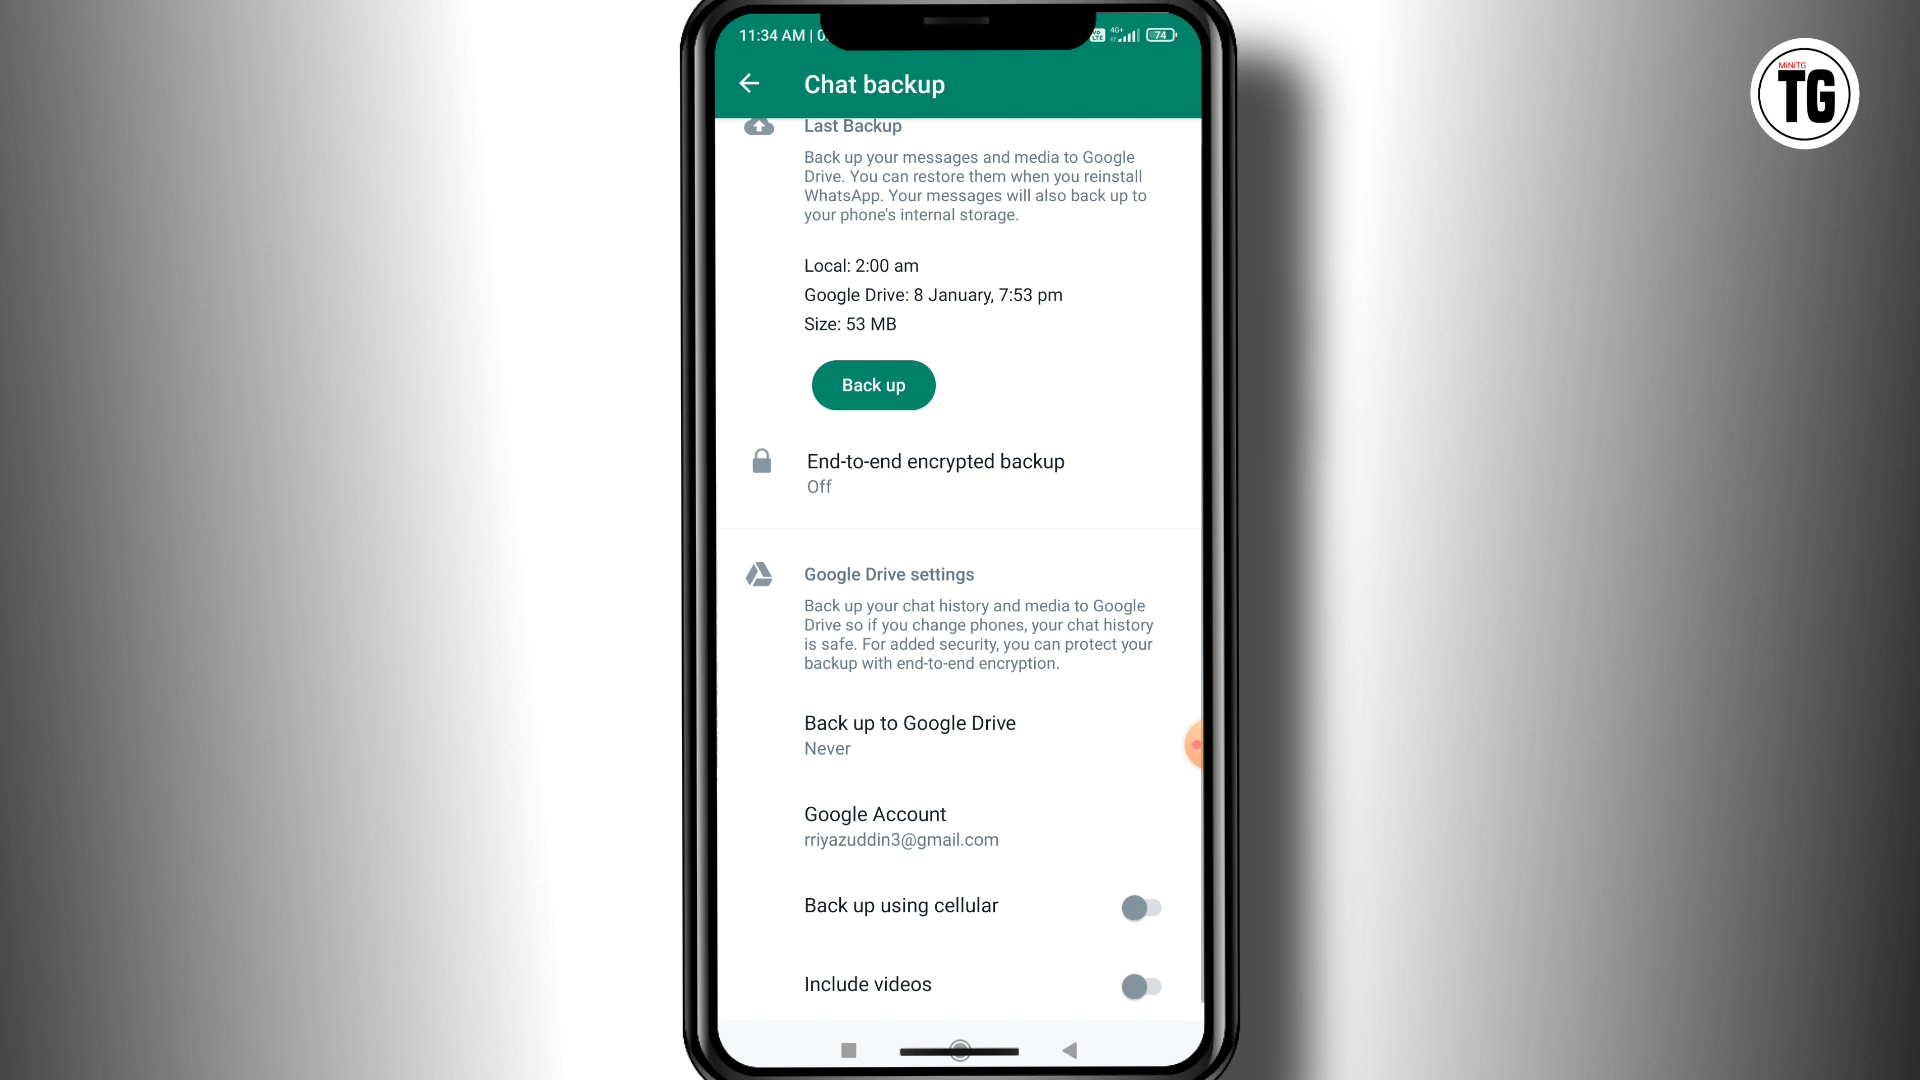 11:34 AM | 0.
Vo LTE 4G+ 74
MiNiTG
TG
Chat backup
Last Backup
Back up your messages and media to Google
Drive. You can restore them when you reinstall
WhatsApp. Your messages will also back up to
your phone's internal storage.
Local: 2:00 am
Google Drive: 8 January, 7:53 pm
Size: 53 MB
Back up
End-to-end encrypted backup
Off
Google Drive settings
Back up your chat history and media to Google
Drive so if you change phones, your chat history
is safe. For added security, you can protect your
backup with end-to-end encryption.
Back up to Google Drive
Never
Google Account
rriyazuddin3@gmail.com
Back up using cellular
Include videos